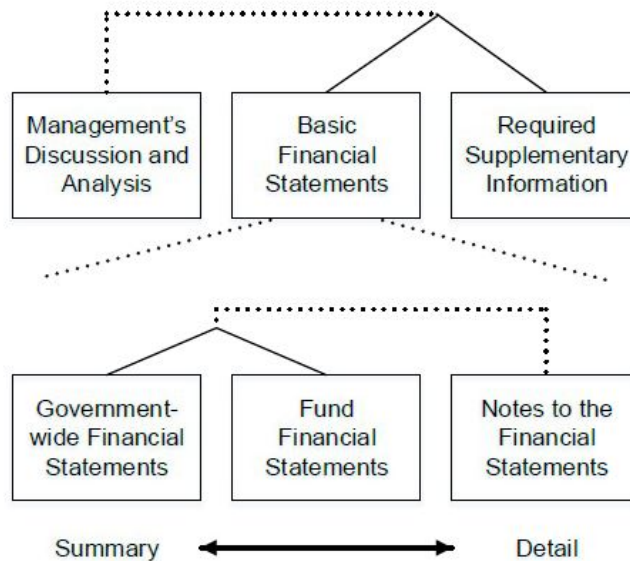 Management's
Discussion and
Analysis
Basic
Financial
Statements
Required
Supplementary
Information
Government-
wide Financial
Statements
Fund
Financial
Statements
Notes to the
Financial
Statements
Summary
Detail